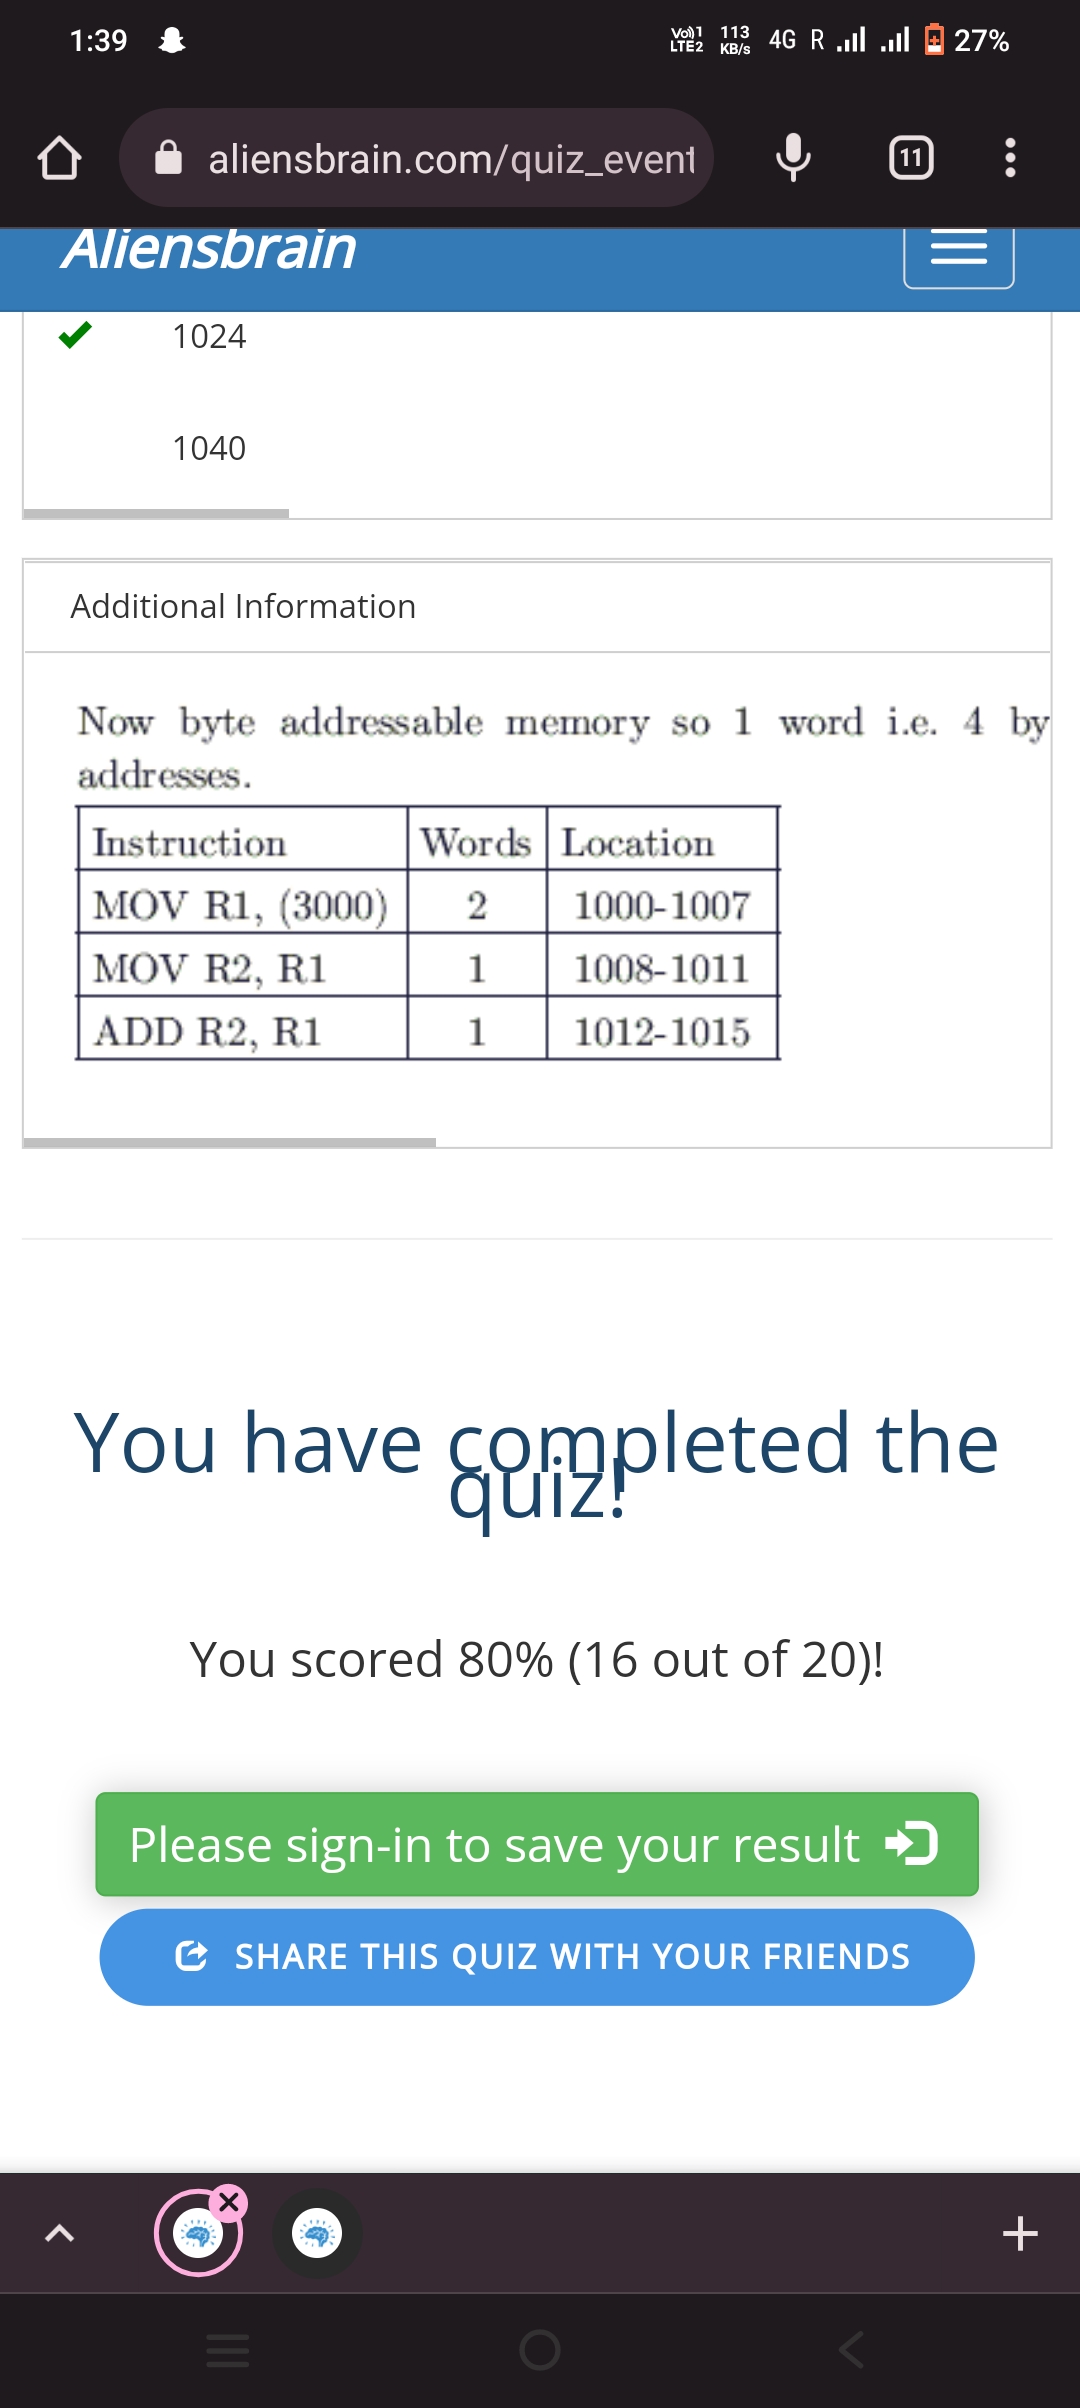 1:39 Vo)) 1 LTE2 113 KB/s 4G R 27%
aliensbrain.com/quiz_event 11
Aliensbrain
1024
1040
Additional Information
Now byte addressable memory so 1 word i.e. 4 by
addresses.
Instruction Words Location
MOV R1, (3000) 2 1000-1007
MOV R2, R1 1 1008-1011
ADD R2, R1 1 1012-1015
You have completed the
quiz!
You scored 80% (16 out of 20)!
Please sign-in to save your result
SHARE THIS QUIZ WITH YOUR FRIENDS